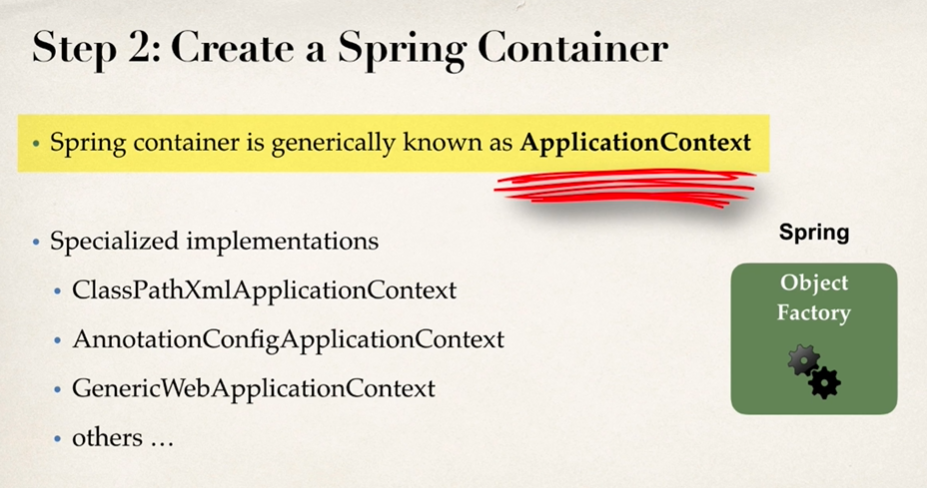 Step 2: Create a Spring Container
• Spring container is generically known as ApplicationContext
• Specialized implementations
• ClassPathXmlApplicationContext
• AnnotationConfigApplicationContext
• GenericWebApplicationContext
• others …
Spring
Object
Factory